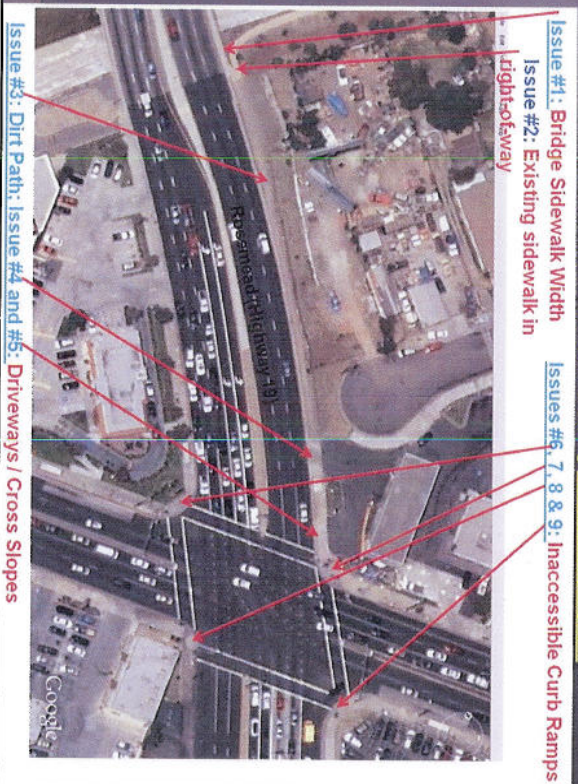 Issue #1: Bridge Sidewalk Width
Issue #2: Existing sidewalk in
right of way
Issues #6, 7, 8 & 9: Inaccessible Curb Ramps
Rosemead (Highway 19)
Google
Issue #3: Dirt Path: Issue #4 and #5: Driveways / Cross Slopes